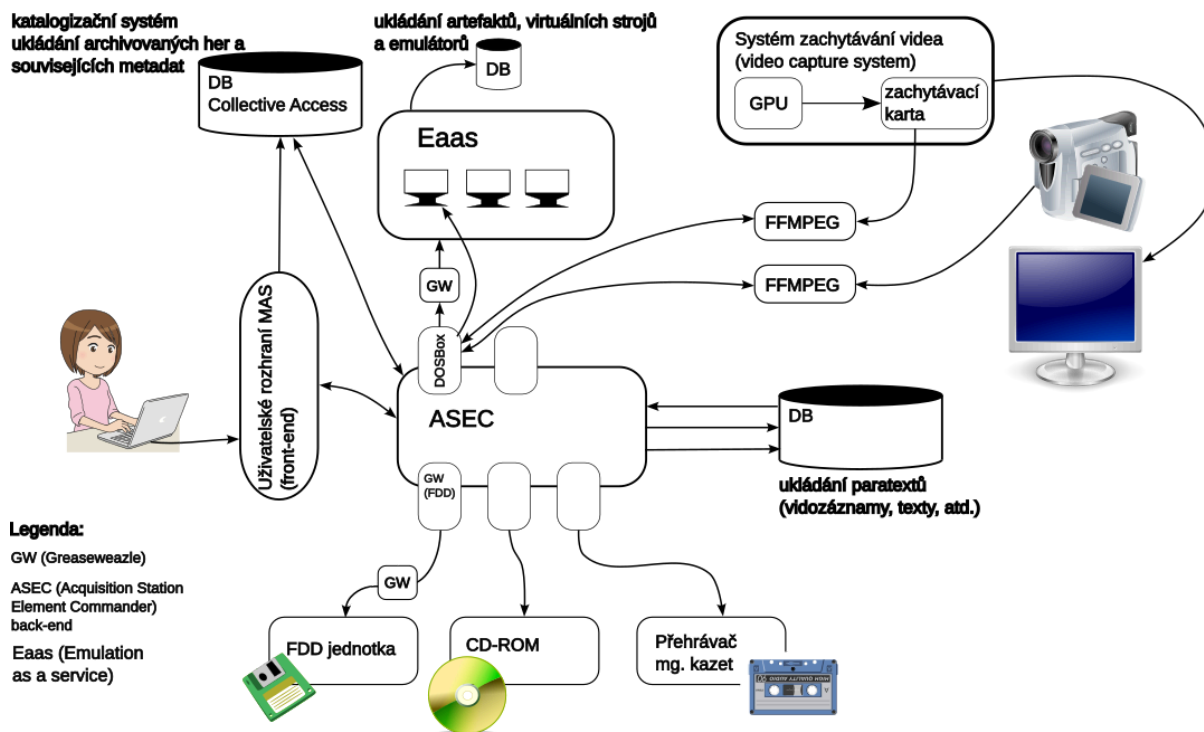 katalogizační systém
ukládání archivovaných her a
souvisejících metadat
DB
Collective Access
ukládání artefaktů, virtuálních strojů
a emulátorů
DB
Eaas
Systém zachytávání videa
(video capture system)
GPU
zachytávací
karta
FFMPEG
FFMPEG
GW
DOSBox
ASEC
Uživatelské rozhraní MAS
(front-end)
DB
ukládání paratextů
(vidozáznamy, texty, atd.)
GW
(FDD)
GW
FDD jednotka
CD-ROM
Přehrávač
mg. kazet
HIGH QUALITY AUDIO
A
Legenda:
GW (Greaseweazle)
ASEC (Acquisition Station
Element Commander)
back-end
Eaas (Emulation
as a service)